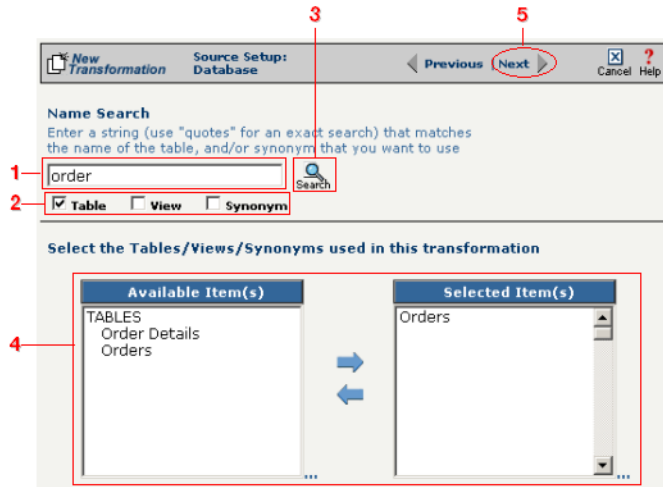 3
5
New Transformation
Source Setup: Database
Previous
Next
Cancel
Help
Name Search
Enter a string (use "quotes" for an exact search) that matches
the name of the table, and/or synonym that you want to use
1
order
Search
2
Table
View
Synonym
Select the Tables/Views/Synonyms used in this transformation
Available Item(s)
Selected Item(s)
TABLES
Order Details
Orders
Orders
4
...
...